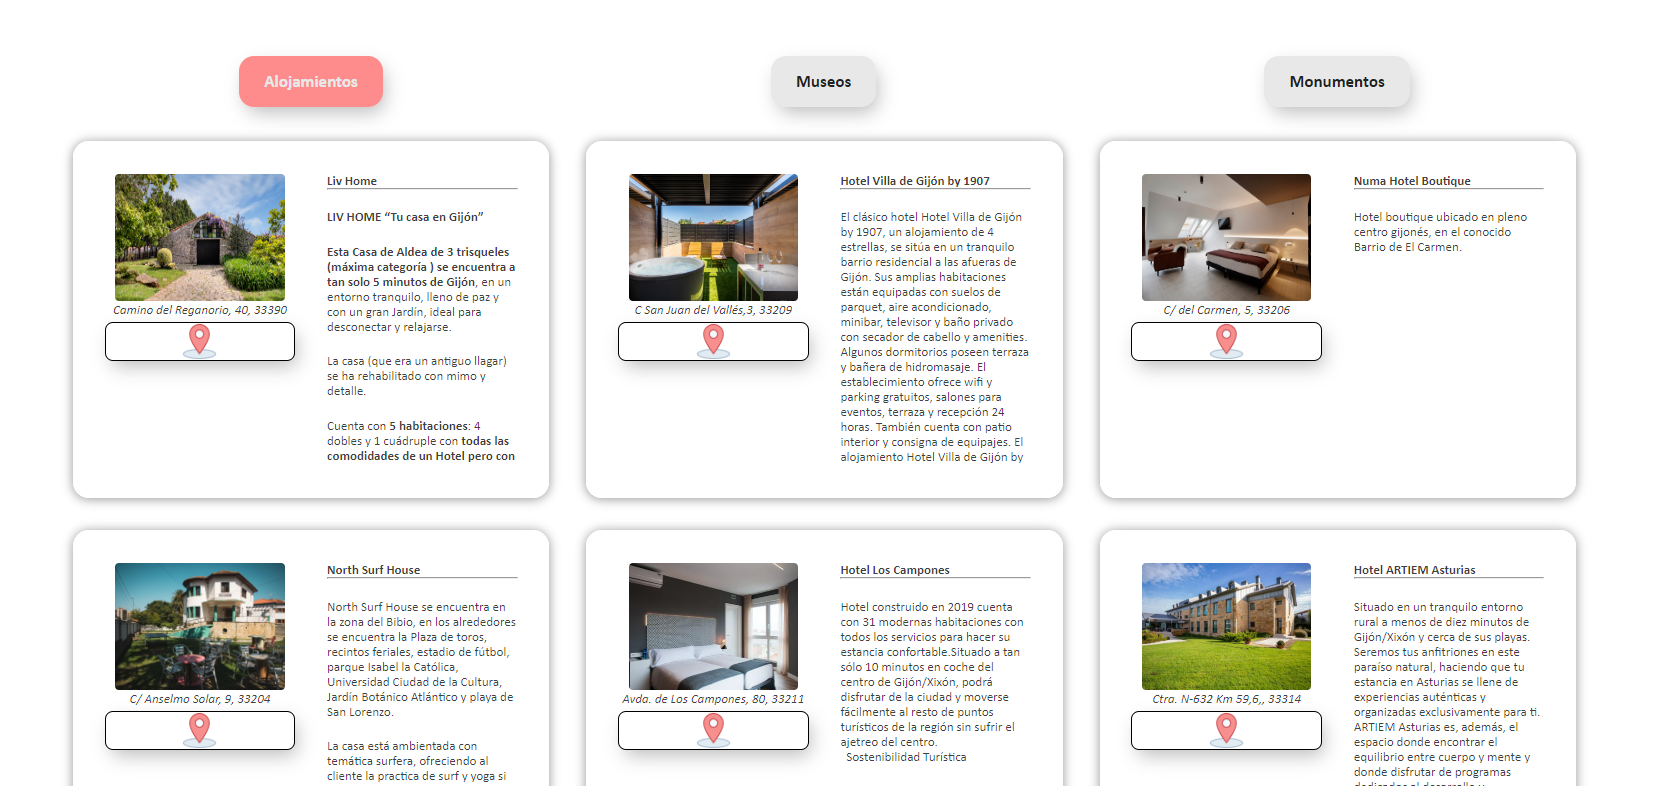 Alojamientos
Museos
Monumentos
Liv Home
LIV HOME “Tu casa en Gijón”
Esta Casa de Aldea de 3 trisqueles
(máxima categoría ) se encuentra a
tan solo 5 minutos de Gijón, en un
entorno tranquilo, lleno de paz y
con un gran Jardín, ideal para
desconectar y relajarse.
La casa (que era un antiguo llagar)
se ha rehabilitado con mimo y
detalle.
Cuenta con 5 habitaciones: 4
dobles y 1 cuádruple con todas las
comodidades de un Hotel pero con
Camino del Reganorio, 40, 33390
Hotel Villa de Gijón by 1907
El clásico hotel Hotel Villa de Gijón
by 1907, un alojamiento de 4
estrellas, se sitúa en un tranquilo
barrio residencial a las afueras de
Gijón. Sus amplias habitaciones
están equipadas con suelos de
parquet, aire acondicionado,
minibar, televisor y baño privado
con secador de cabello y amenities.
Algunos dormitorios poseen terraza
y bañera de hidromasaje. El
establecimiento ofrece wifi y
parking gratuitos, salones para
eventos, terraza y recepción 24
horas. También cuenta con patio
interior y consigna de equipajes. El
alojamiento Hotel Villa de Gijón by
C San Juan del Vallés,3, 33209
Numa Hotel Boutique
Hotel boutique ubicado en pleno
centro gijonés, en el conocido
Barrio de El Carmen.
C/ del Carmen, 5, 33206
North Surf House
North Surf House se encuentra en
la zona del Bibio, en los alrededores
se encuentra la Plaza de toros,
recintos feriales, estadio de fútbol,
parque Isabel la Católica,
Universidad Ciudad de la Cultura,
Jardín Botánico Atlántico y playa de
San Lorenzo.
La casa está ambientada con
temática surfera, ofreciendo al
cliente la practica de surf y yoga si
C/ Anselmo Solar, 9, 33204
Hotel Los Campones
Hotel construido en 2019 cuenta
con 31 modernas habitaciones con
todos los servicios para hacer su
estancia confortable.Situado a tan
sólo 10 minutos en coche del
centro de Gijón/Xixón, podrá
disfrutar de la ciudad y moverse
fácilmente al resto de puntos
turísticos de la región sin sufrir el
ajetreo del centro.
Sostenibilidad Turística
Avda. de Los Campones, 80, 33211
Hotel ARTIEM Asturias
Situado en un tranquilo entorno
rural a menos de diez minutos de
Gijón/Xixón y cerca de sus playas.
Seremos tus anfitriones en este
paraíso natural, haciendo que tu
estancia en Asturias se llene de
experiencias auténticas y
organizadas exclusivamente para ti.
ARTIEM Asturias es, además, el
espacio donde encontrar el
equilibrio entre cuerpo y mente y
donde disfrutar de programas
Ctra. N-632 Km 59,6,, 33314